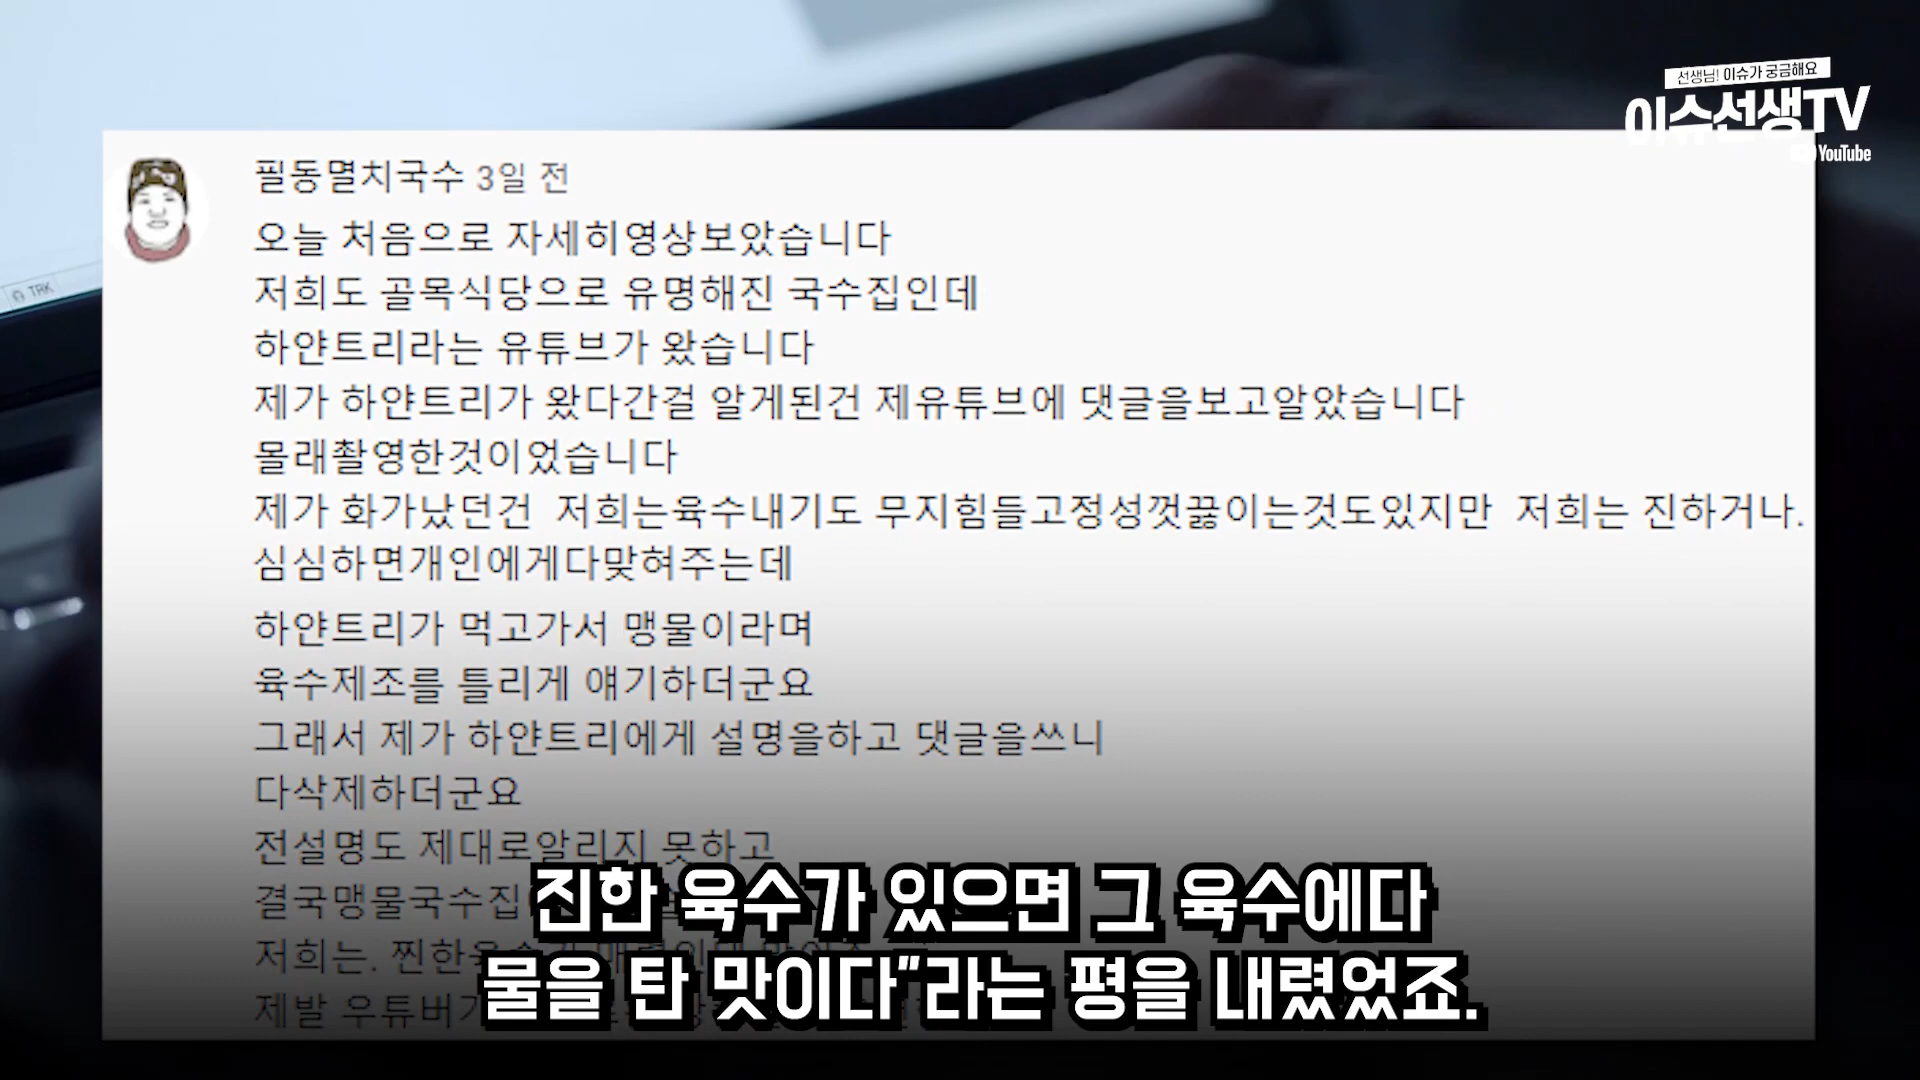 선생님! 이슈가 궁금해요
이슈선생TV
YouTube
TRK
필동멸치국수 3일 전
오늘 처음으로 자세히영상보았습니다
저희도 골목식당으로 유명해진 국수집인데
하얀트리라는 유튜브가 왔습니다
제가 하얀트리가 왔다간걸 알게된건 제유튜브에 댓글을보고알았습니다
몰래촬영한것이었습니다
제가 화가났던건 저희는육수내기도 무지힘들고정성껏끓이는것도있지만 저희는 진하거나.
심심하면개인에게다맞혀주는데
하얀트리가 먹고가서 맹물이라며
육수제조를 틀리게 얘기하더군요
그래서 제가 하얀트리에게 설명을하고 댓글을쓰니
다삭제하더군요
전설명도 제대로알리지 못하고
결국맹물국수집
저희는. 찐한육수가
제발 우튜버가
진한 육수가 있으면 그 육수에다
물을 탄 맛이다"라는 평을 내렸었죠.